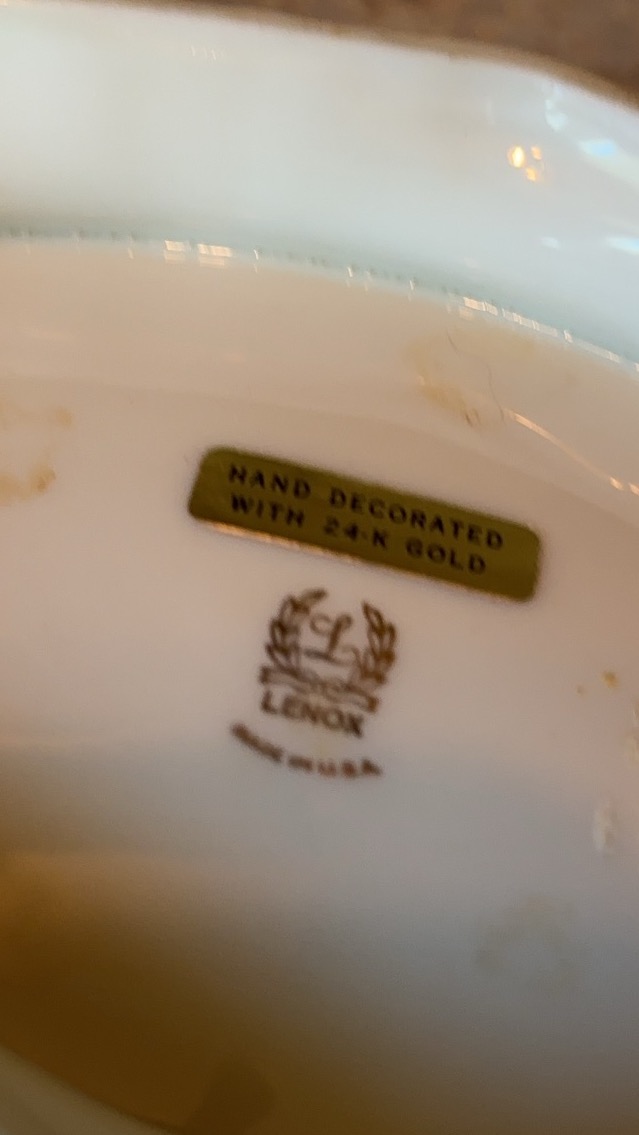 HAND DECORATED
WITH 24-K GOLD
L
LENOX
MADE IN U.S.A.